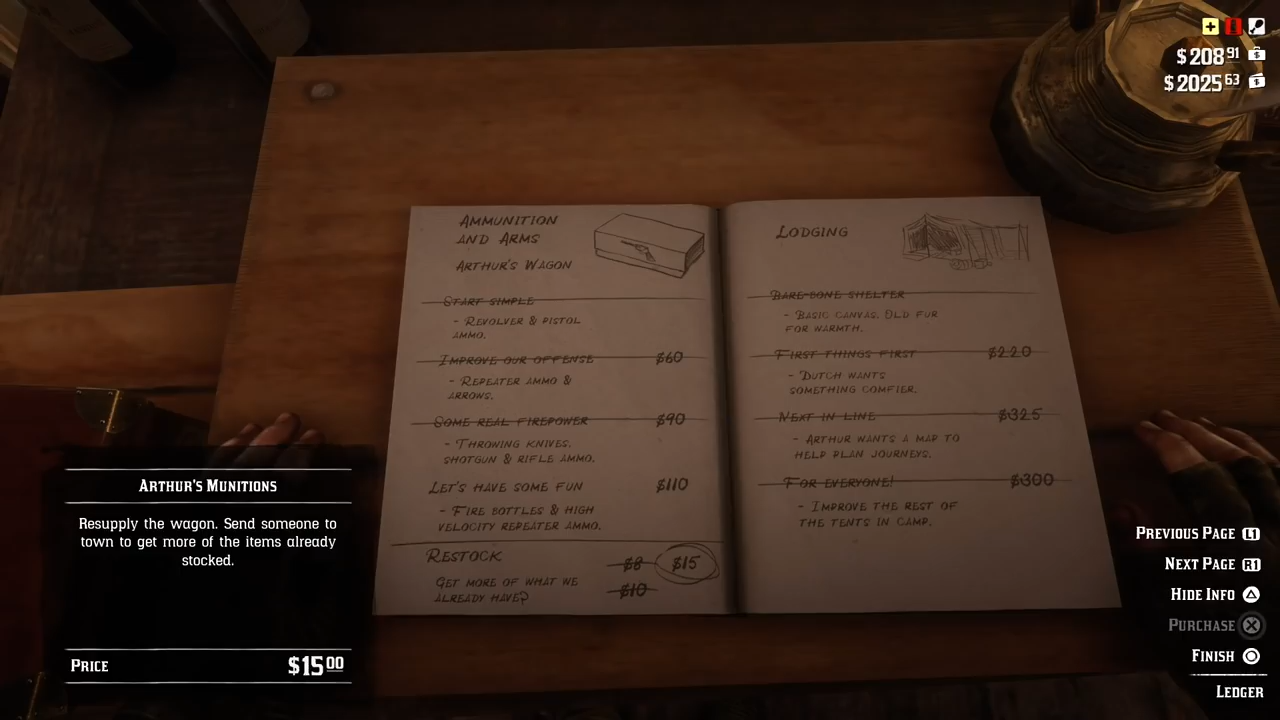 $208 91
$2025 63
AMMUNITION
AND ARMS
ARTHUR'S WAGON
START SIMPLE
- REVOLVER & PISTOL
AMMO.
IMPROVE OUR OFFENSE $60
- REPEATER AMMO &
ARROWS.
SOME REAL FIREPOWER $90
- THROWING KNIVES.
SHOTGUN & RIFLE AMMO.
LET'S HAVE SOME FUN $110
- FIRE BOTTLES & HIGH
VELOCITY REPEATER AMMO.
RESTOCK $8 $15
GET MORE OF WHAT WE $10
ALREADY HAVE?
LODGING
BARE-BONE SHELTER
- BASIC CANVAS. OLD FUR
FOR WARMTH.
FIRST THINGS FIRST $220
- DUTCH WANTS
SOMETHING COMFIER.
NEXT IN LINE $325
- ARTHUR WANTS A MAP TO
HELP PLAN JOURNEYS.
FOR EVERYONE! $300
- IMPROVE THE REST OF
THE TENTS IN CAMP.
ARTHUR'S MUNITIONS
Resupply the wagon. Send someone to
town to get more of the items already
stocked.
PRICE $15 00
PREVIOUS PAGE L1
NEXT PAGE R1
HIDE INFO
PURCHASE
FINISH
LEDGER